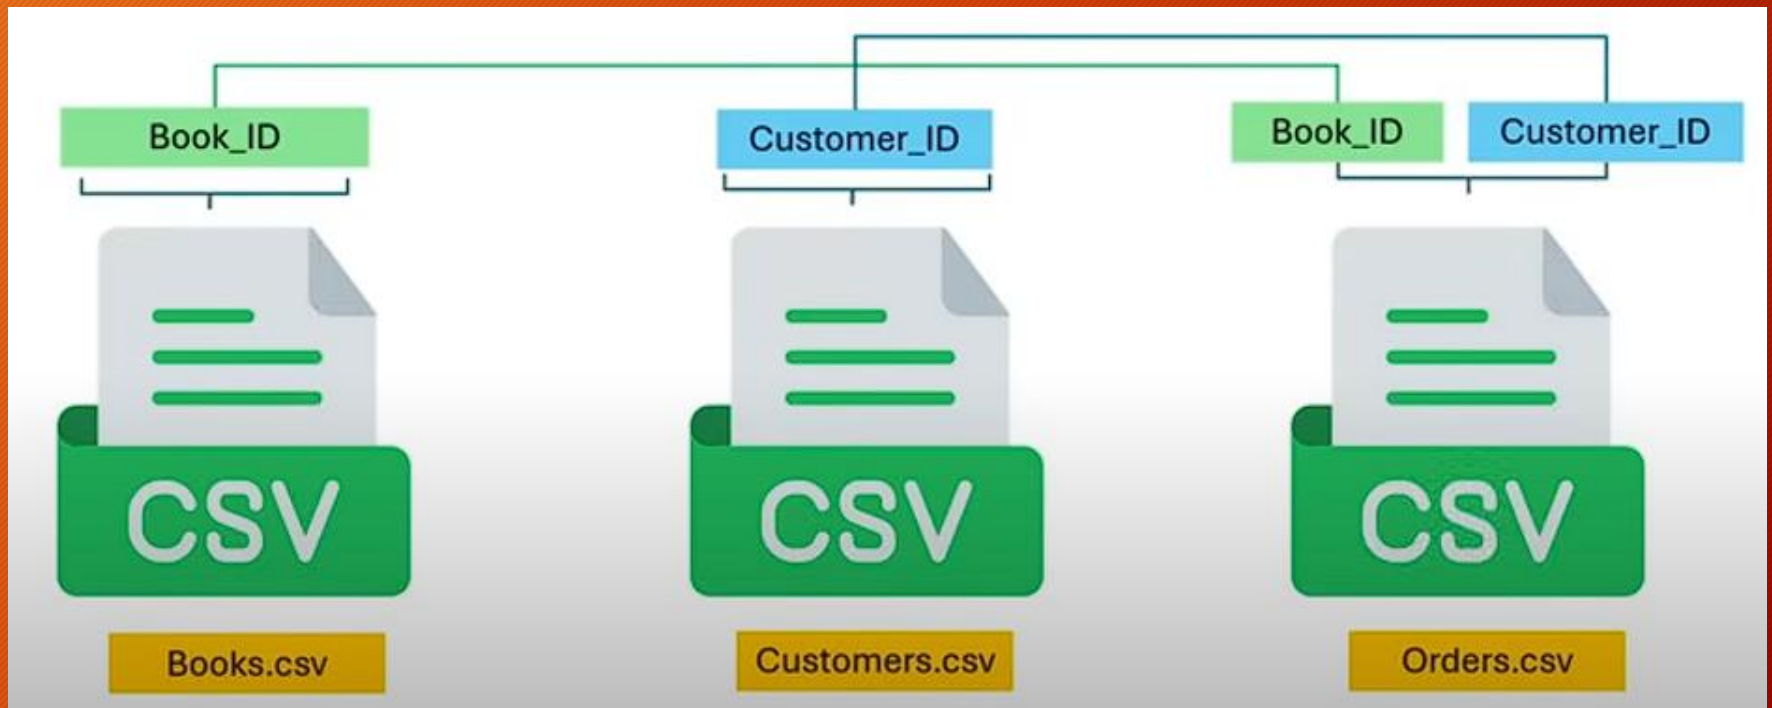 Book_ID
Customer_ID
Book_ID
Customer_ID
CSV
CSV
CSV
Books.csv
Customers.csv
Orders.csv